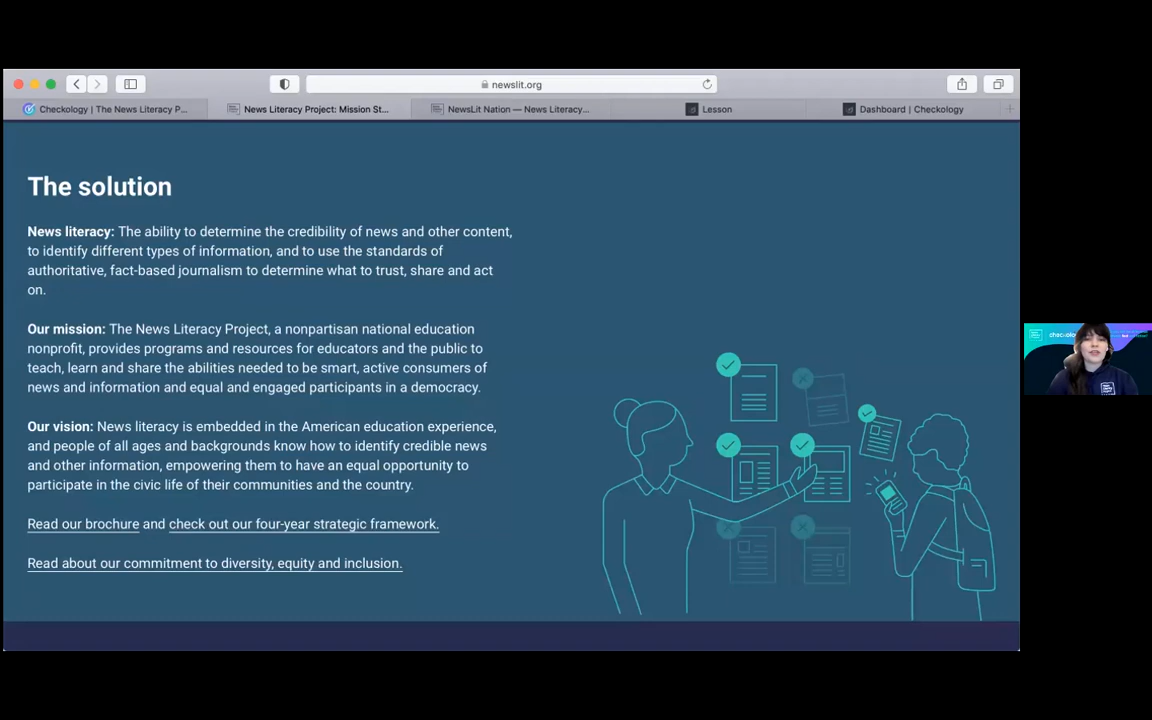 newslit.org
Checkology | The News Literacy P...
News Literacy Project: Mission St...
NewsLit Nation — News Literacy...
Lesson
Dashboard | Checkology
The solution
News literacy: The ability to determine the credibility of news and other content,
to identify different types of information, and to use the standards of
authoritative, fact-based journalism to determine what to trust, share and act
on.
Our mission: The News Literacy Project, a nonpartisan national education
nonprofit, provides programs and resources for educators and the public to
teach, learn and share the abilities needed to be smart, active consumers of
news and information and equal and engaged participants in a democracy.
Our vision: News literacy is embedded in the American education experience,
and people of all ages and backgrounds know how to identify credible news
and other information, empowering them to have an equal opportunity to
participate in the civic life of their communities and the country.
Read our brochure and check out our four-year strategic framework.
Read about our commitment to diversity, equity and inclusion.